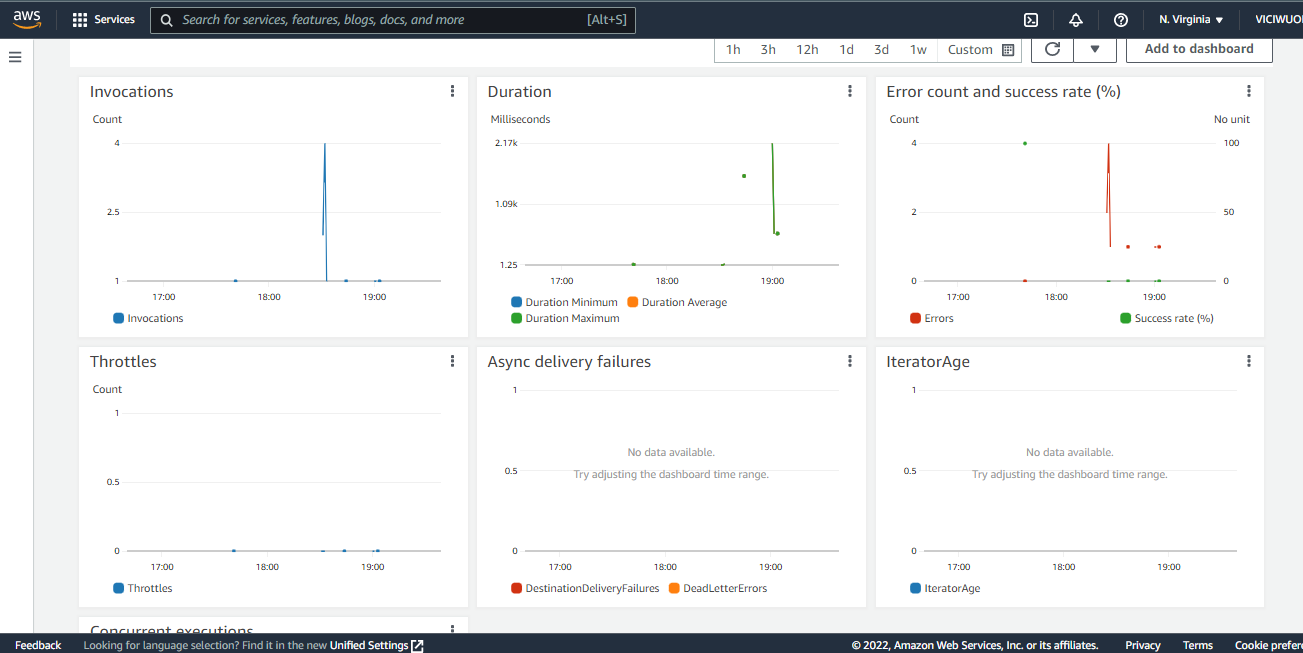 aws Services Search for services, features, blogs, docs, and more [Alt+S] N. Virginia ▼ VICIWUO
1h 3h 12h 1d 3d 1w Custom Add to dashboard
Invocations
Count
4
2.5
1
17:00 18:00 19:00
Invocations
Duration
Milliseconds
2.17k
1.09k
1.25
17:00 18:00 19:00
Duration Minimum Duration Average
Duration Maximum
Error count and success rate (%)
Count No unit
4 100
2 50
0 0
17:00 18:00 19:00
Errors Success rate (%)
Throttles
Count
1
0.5
0
17:00 18:00 19:00
Throttles
Async delivery failures
1
No data available.
0.5 Try adjusting the dashboard time range.
0
17:00 18:00 19:00
DestinationDeliveryFailures DeadLetterErrors
IteratorAge
1
No data available.
0.5 Try adjusting the dashboard time range.
0
17:00 18:00 19:00
IteratorAge
Concurrent executions
Feedback Looking for language selection? Find it in the new Unified Settings © 2022, Amazon Web Services, Inc. or its affiliates. Privacy Terms Cookie prefere